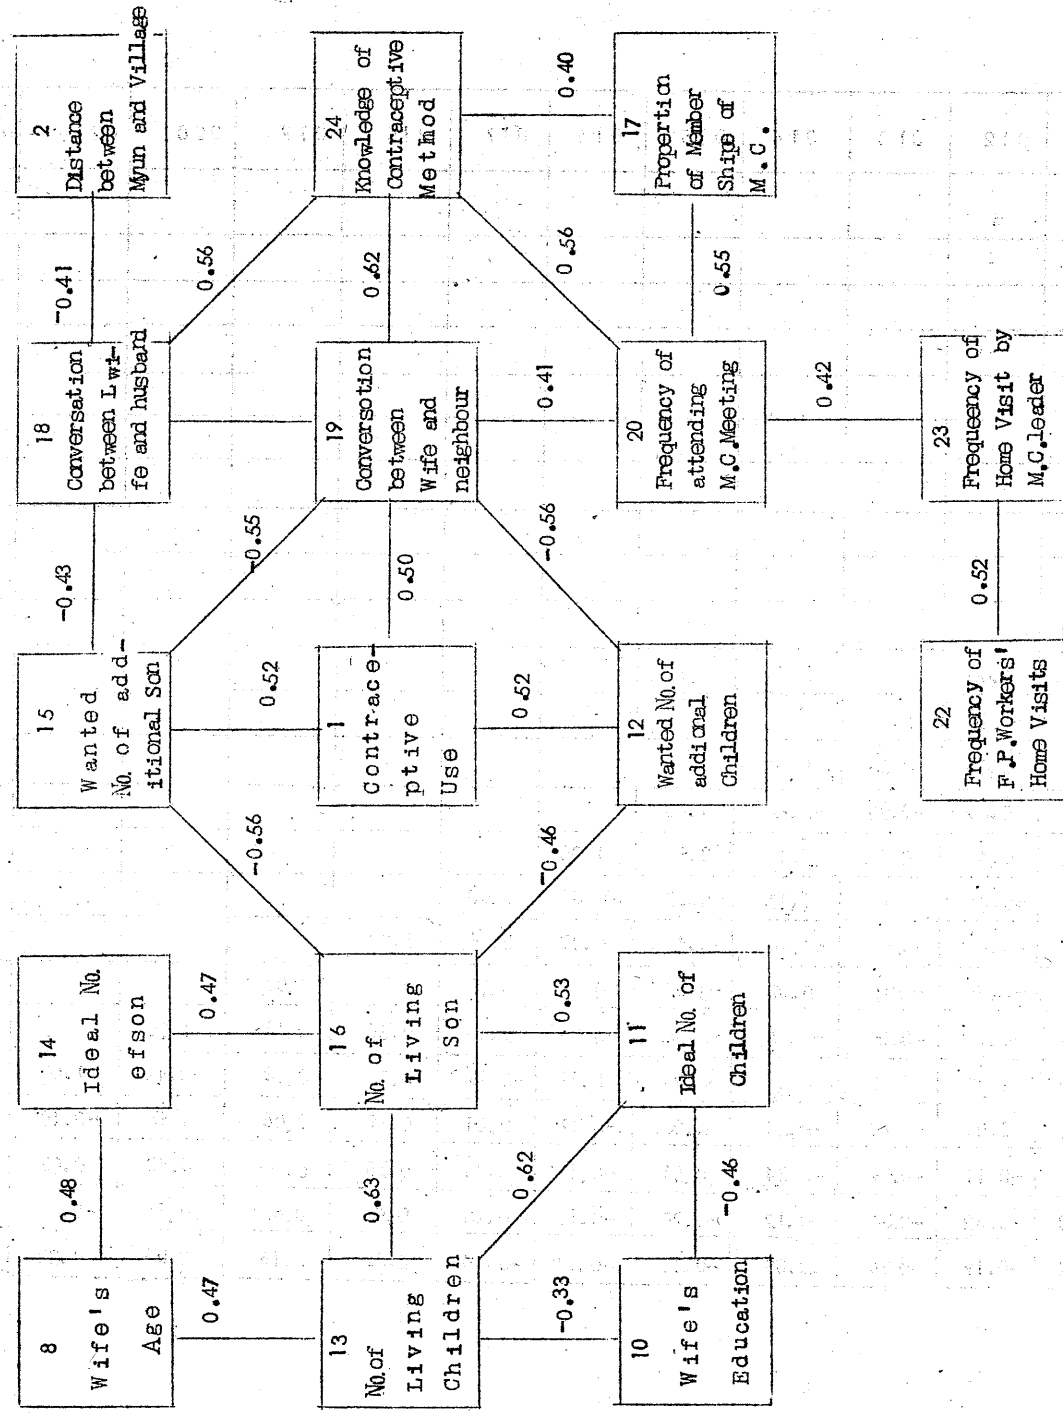 8
Wife's
Age
0.48
14
Ideal No.
efson
15
Wanted
No. of add-
itional Son
-0.43
18
Conversation
between L wi-
fe and husband
-0.41
2
Distance
between
Myun and Village
0.47
0.47
-0.56
0.52
-0.55
0.56
13
No.of
Living
Children
0.63
16
No. of
Living
Son
1
Contrace-
ptive
Use
0.50
19
Conversotion
between
Wife and
neighbour
0.62
24
Knowledge of
Contraceptive
Method
-0.33
0.62
0.53
-0.46
0.52
-0.56
0.41
0.56
0.40
10
Wife's
Education
-0.46
11
Ideal No. of
Children
12
Wanted No.of
addional
Children
20
Frequency of
attending
M.C.Meeting
0.55
17
Propertion
of Member
Ships of
M.C.
0.42
22
Frequency of
F.P.Workers'
Home Visits
0.52
23
Frequeency of
Home Visit by
M.C.leader